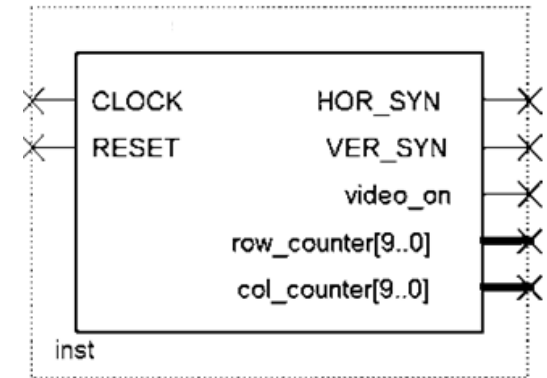 CLOCK HOR_SYN
RESET VER_SYN
video_on
row_counter[9..0]
col_counter[9..0]
inst